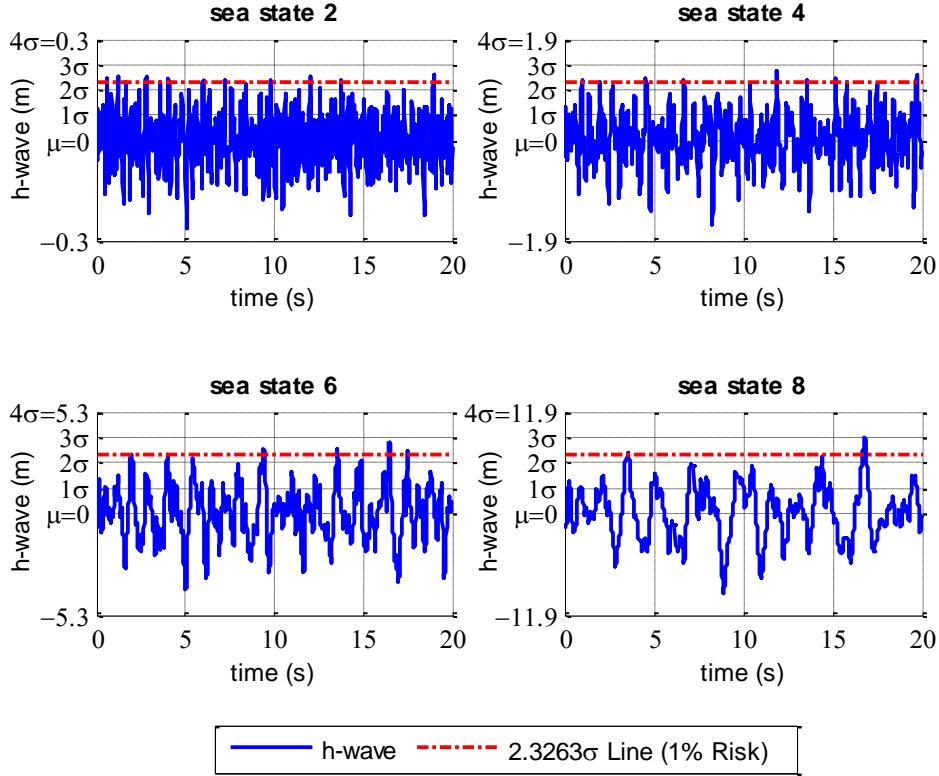 sea state 2
4σ=0.3
3σ
2σ
1σ
μ=0
−0.3
h-wave (m)
0 5 10 15 20
time (s)
sea state 4
4σ=1.9
3σ
2σ
1σ
μ=0
−1.9
h-wave (m)
0 5 10 15 20
time (s)
sea state 6
4σ=5.3
3σ
2σ
1σ
μ=0
−5.3
h-wave (m)
0 5 10 15 20
time (s)
sea state 8
4σ=11.9
3σ
2σ
1σ
μ=0
−11.9
h-wave (m)
0 5 10 15 20
time (s)
h-wave 2.3263σ Line (1% Risk)